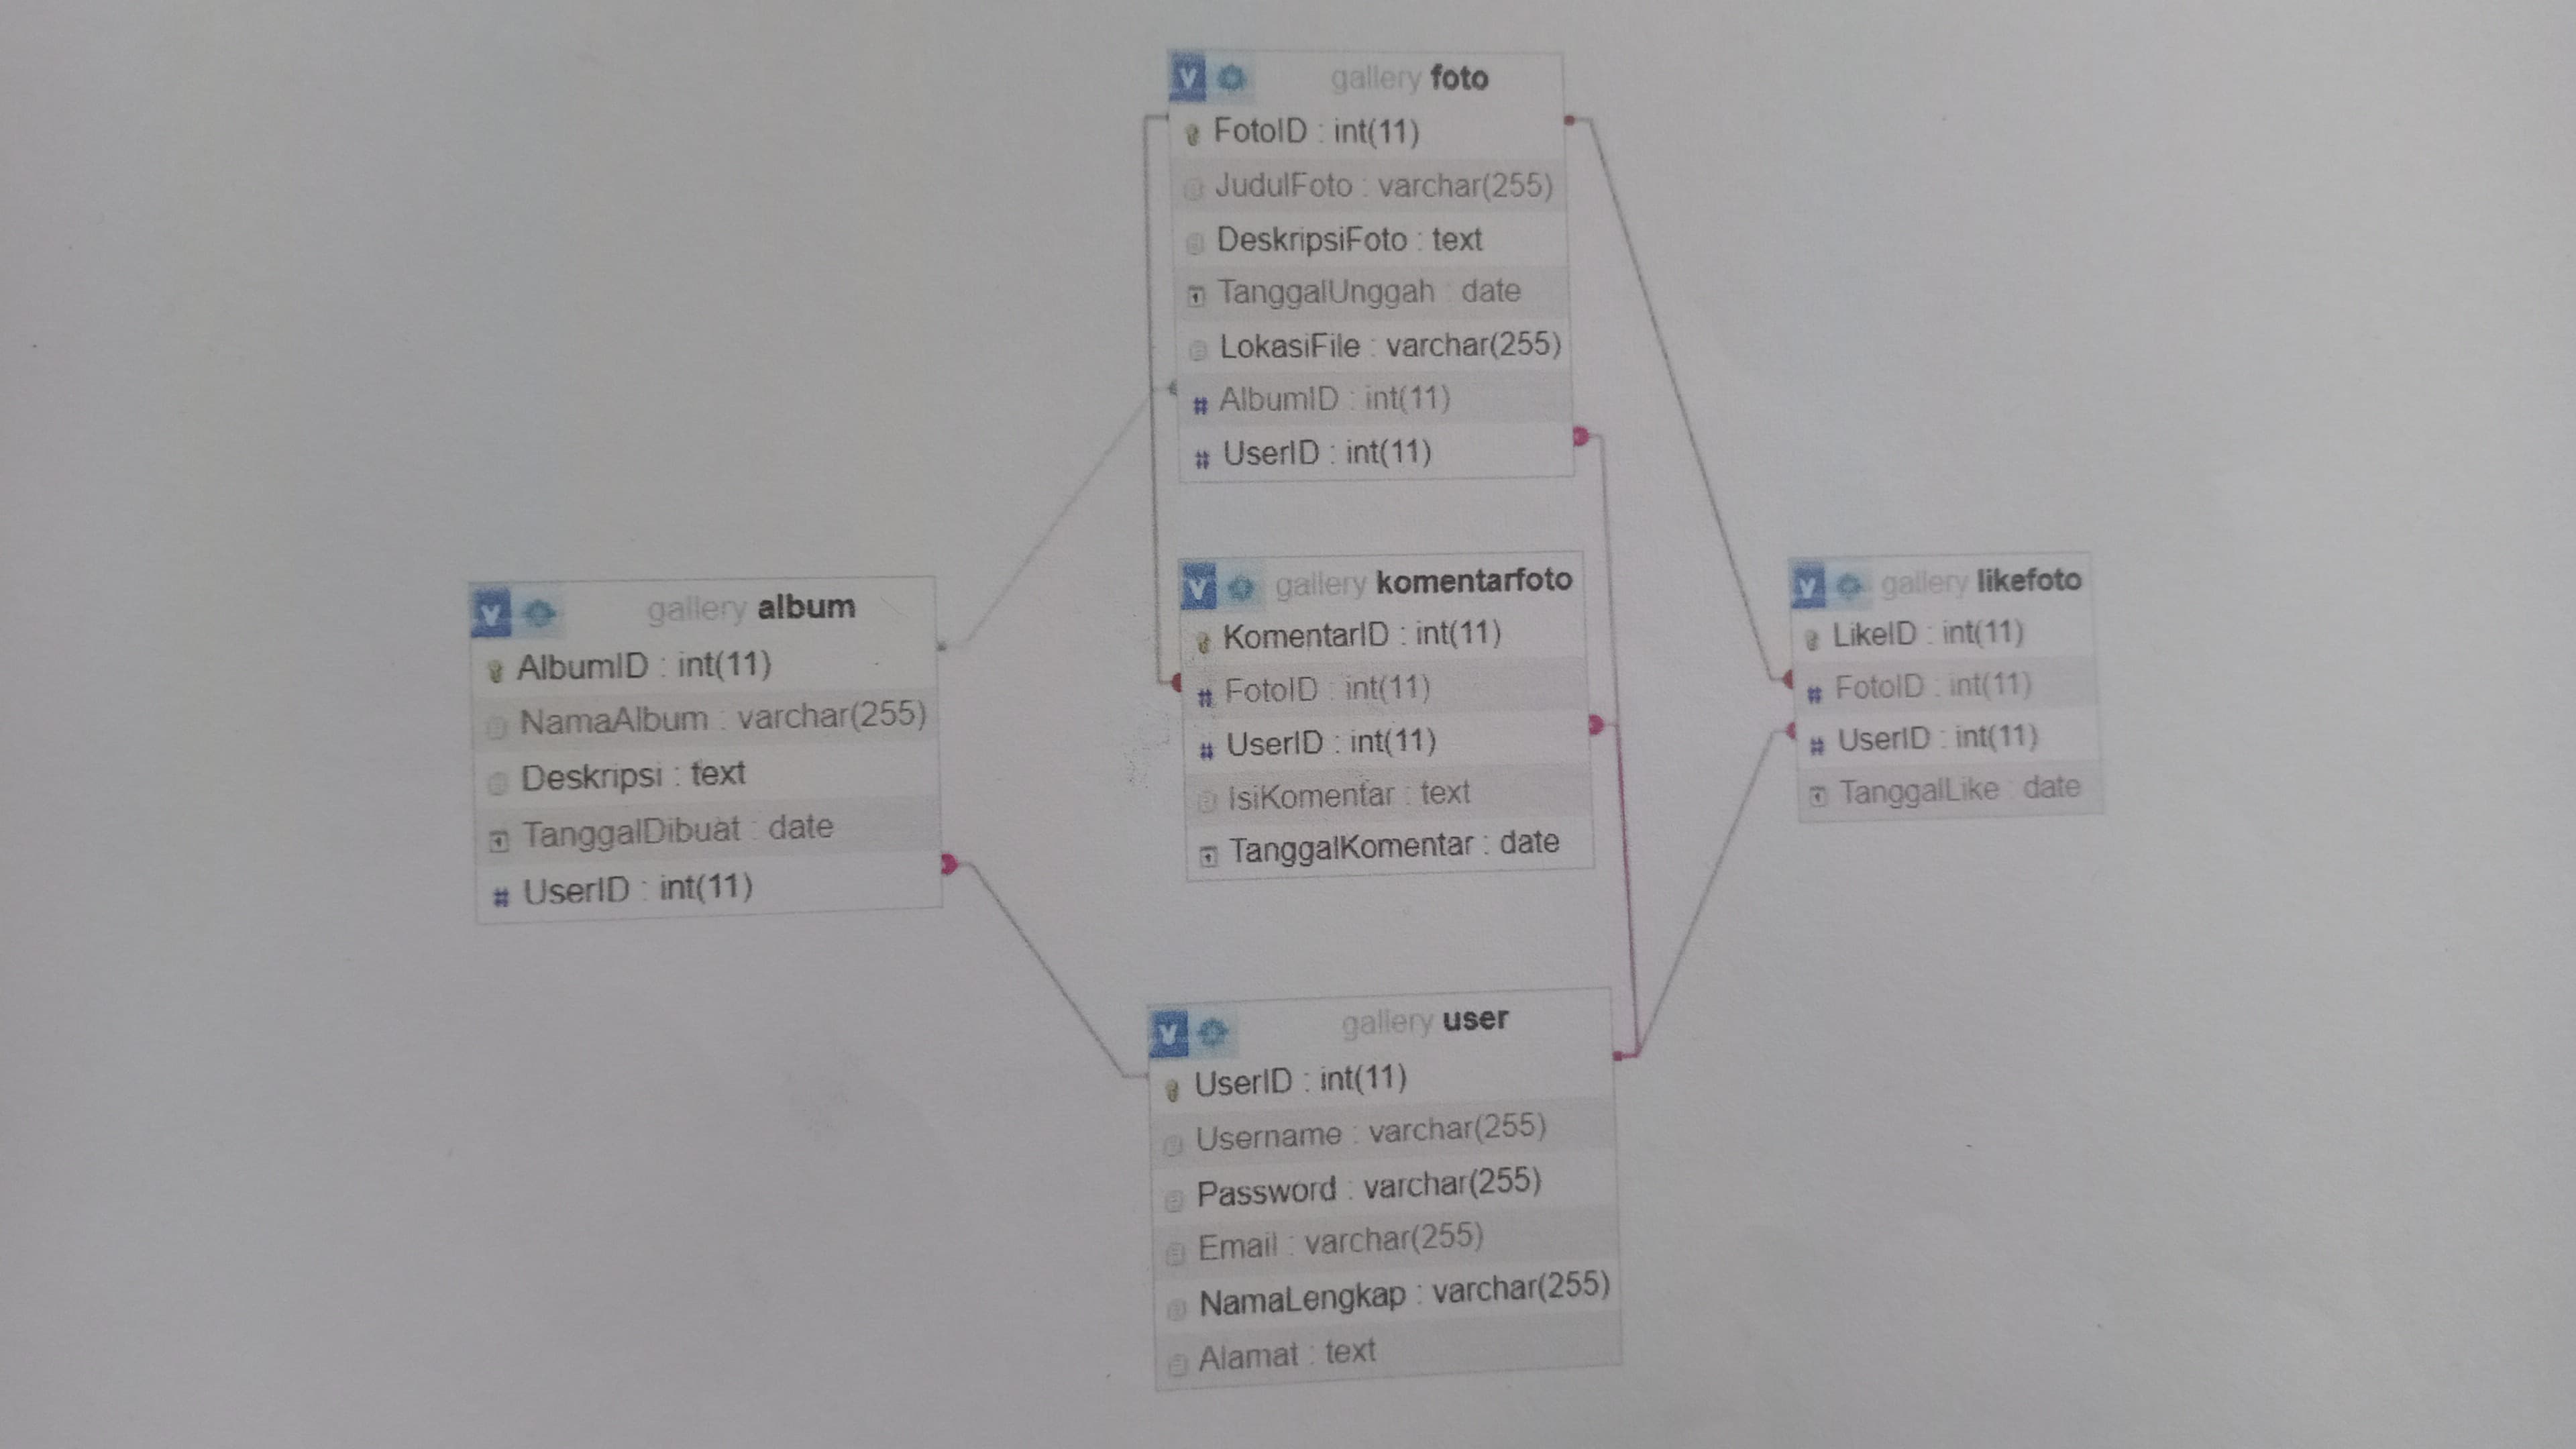 gallery foto
FotoID : int(11)
JudulFoto : varchar(255)
DeskripsiFoto : text
TanggalUnggah : date
LokasiFile : varchar(255)
# AlbumID : int(11)
# UserID : int(11)
gallery album
AlbumID : int(11)
NamaAlbum : varchar(255)
Deskripsi : text
TanggalDibuat : date
# UserID : int(11)
gallery komentarfoto
KomentarID : int(11)
# FotoID : int(11)
# UserID : int(11)
IsiKomentar : text
TanggalKomentar : date
gallery likefoto
LikeID : int(11)
# FotoID : int(11)
# UserID : int(11)
TanggalLike : date
gallery user
UserID : int(11)
Username : varchar(255)
Password : varchar(255)
Email : varchar(255)
NamaLengkap : varchar(255)
Alamat : text